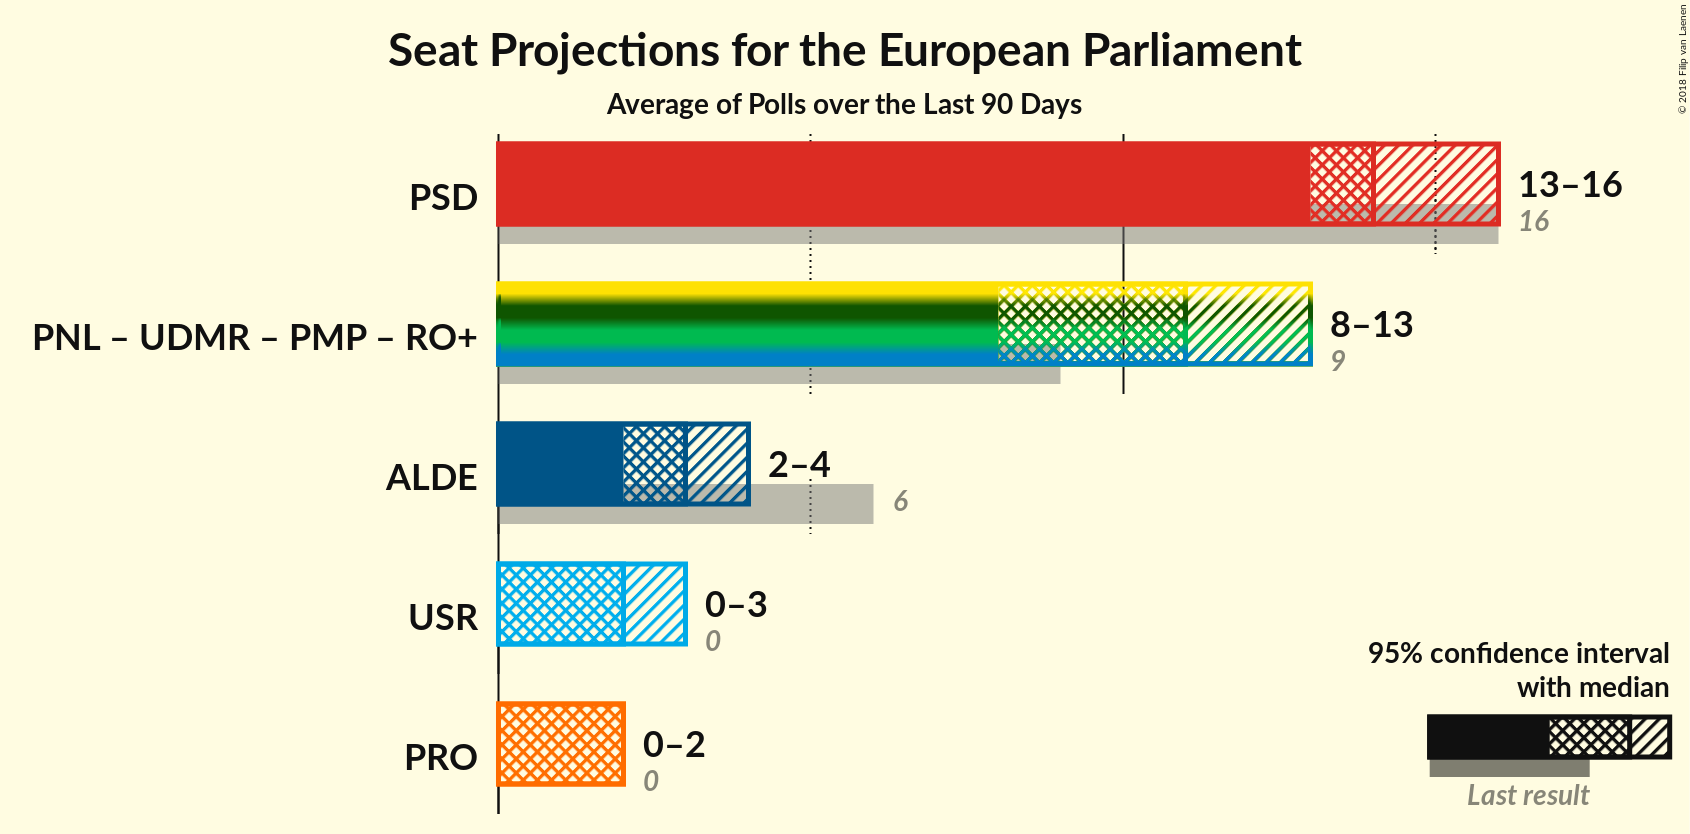 Seat Projections for the European Parliament
Average of Polls over the Last 90 Days
© 2018 Filip van Laenen
PSD
13–16
16
PNL – UDMR – PMP – RO+
8–13
9
ALDE
2–4
6
USR
0–3
0
PRO
0–2
0
95% confidence interval
with median
Last result